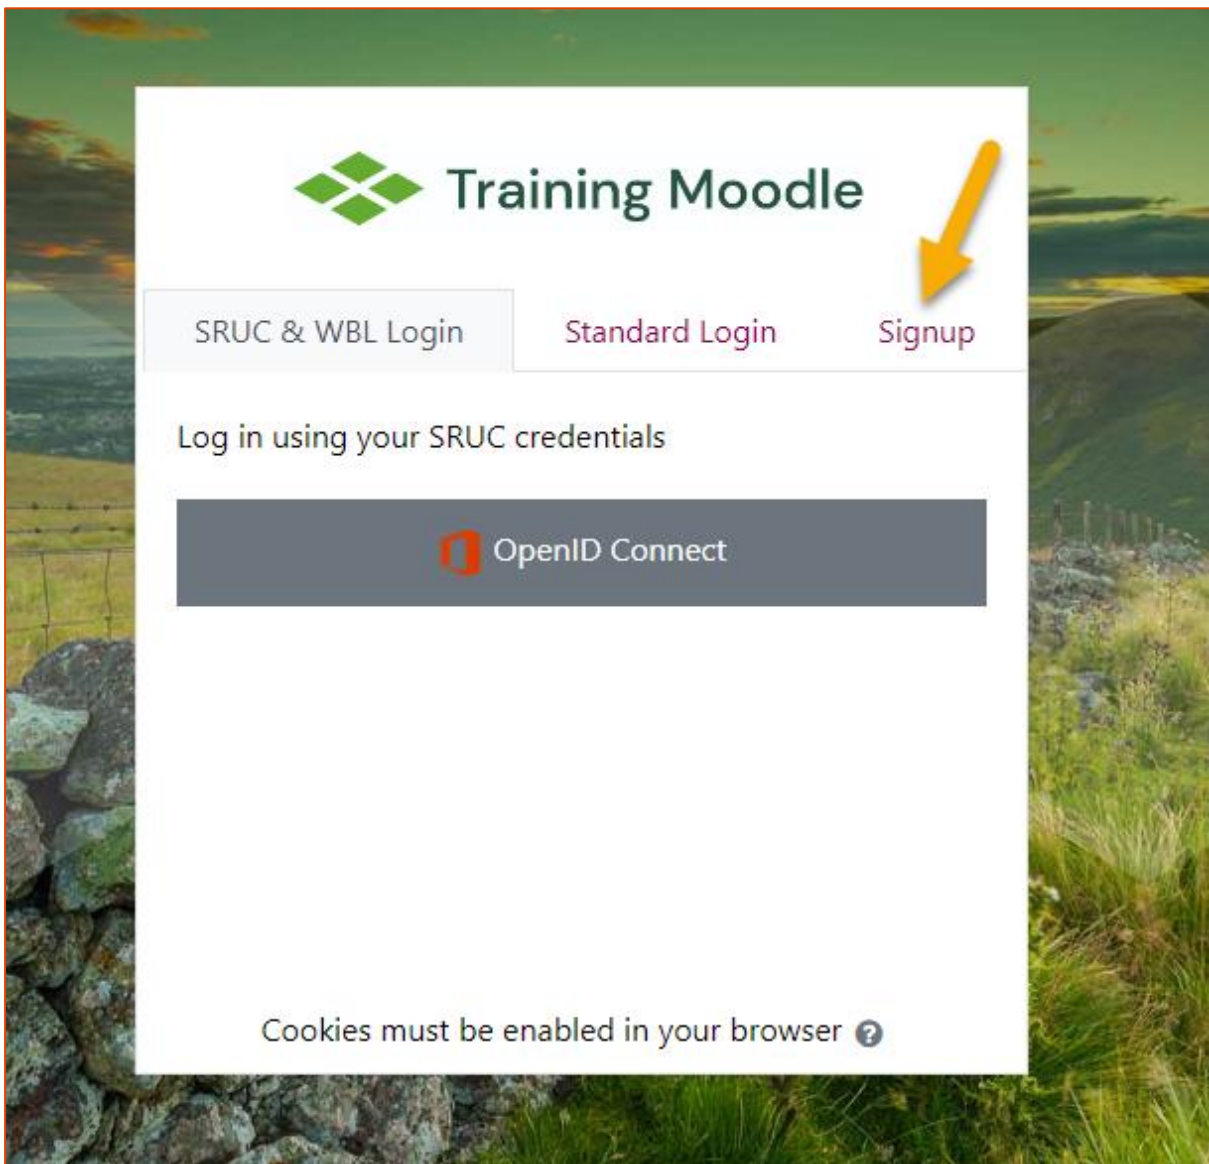 Training Moodle
SRUC & WBL Login
Standard Login
Signup
Log in using your SRUC credentials
OpenID Connect
Cookies must be enabled in your browser